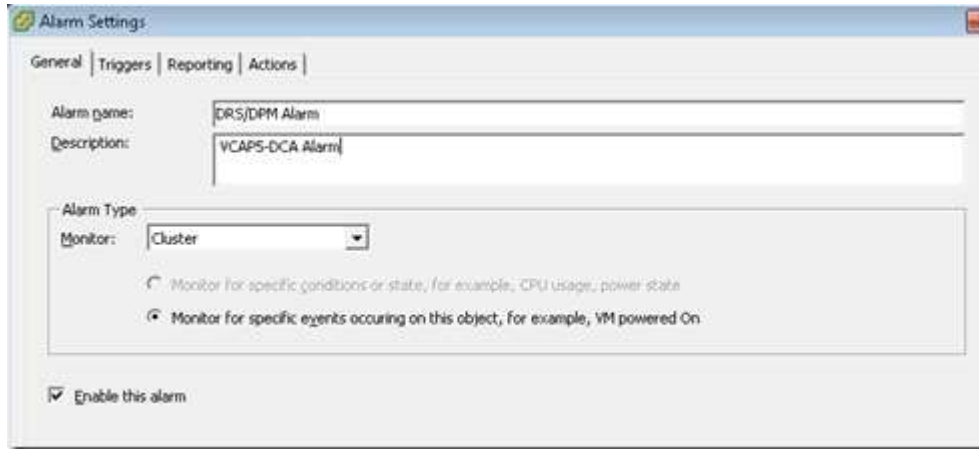 Alarm Settings
General Triggers Reporting Actions
Alarm name: DRS/DPM Alarm
Description: VCAP5-DCA Alarm
Alarm Type
Monitor: Cluster
Monitor for specific conditions or state, for example, CPU usage, power state
Monitor for specific events occuring on this object, for example, VM powered On
Enable this alarm